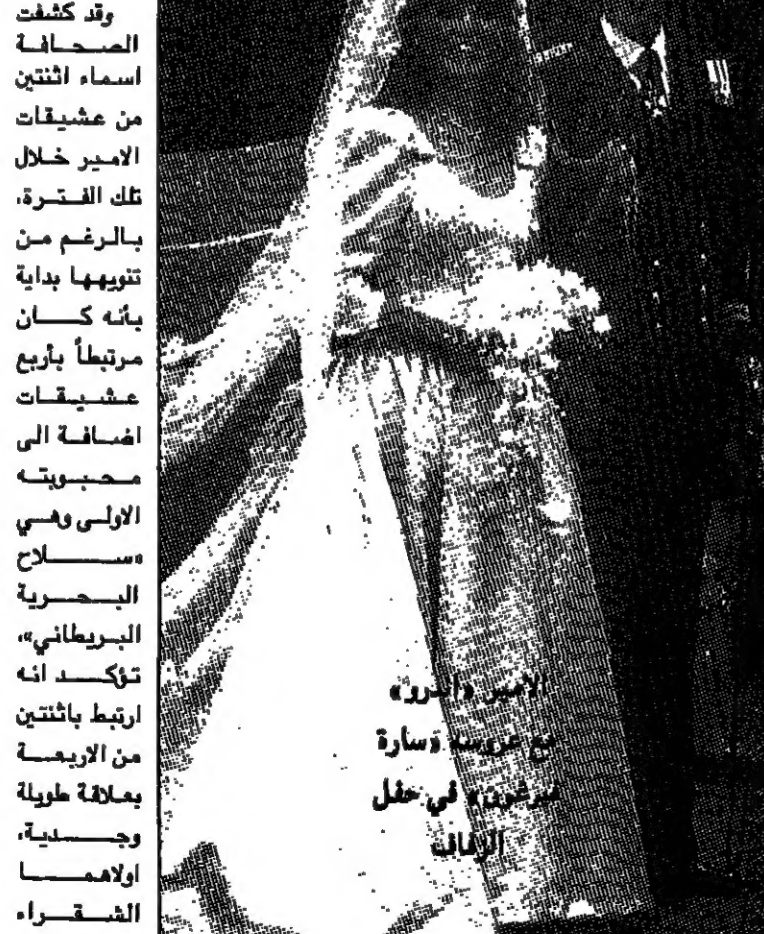 وقد كشفت
الصحافة
اسماء اثنتين
من عشيقات
الامير خلال
تلك الفترة،
بالرغم من
تنويهها بداية
بأنه كان
مرتبطاً بأربع
عشيقات
اضافة الى
محبوبته
الاولى وهي
«سلاح
البحرية
البريطاني»،
تؤكد انه
ارتبط باثنتين
من الاربعة
بعلاقة طويلة
وجدية،
اولاهما
الشقراء
الامير «اندرو»
مع عروسه «سارة
فيرغون» في حفل
الزفاف